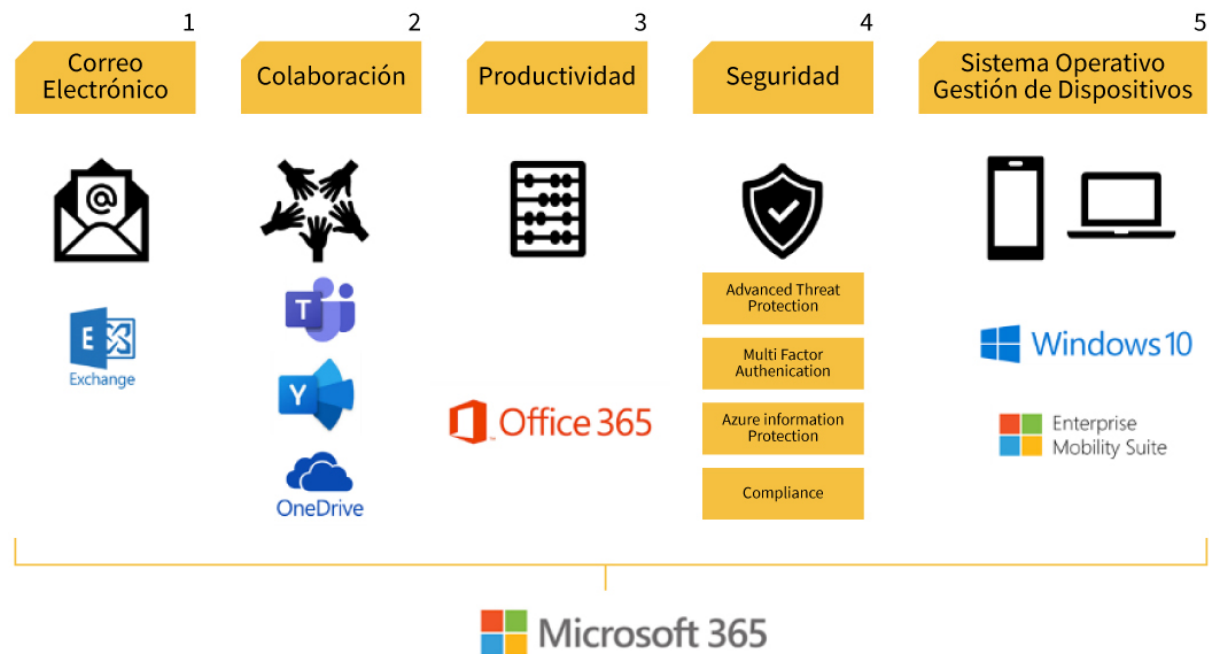 1
Correo
Electrónico
2
Colaboración
3
Productividad
4
Seguridad
5
Sistema Operativo
Gestión de Dispositivos
@
E
Exchange
T
Y
OneDrive
Office 365
Advanced Threat
Protection
Multi Factor
Authenication
Azure information
Protection
Compliance
Windows 10
Enterprise
Mobility Suite
Microsoft 365